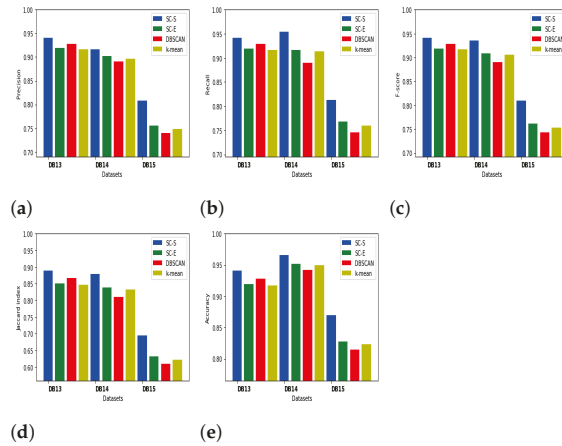 1.00
0.95
0.90
0.85
0.80
0.75
0.70
Precision
SC-S
SC-E
DBSCAN
k-mean
DB13 DB14 DB15
Datasets
(a)
1.00
0.95
0.90
0.85
0.80
0.75
0.70
Recall
SC-S
SC-E
DBSCAN
k-mean
DB13 DB14 DB15
Datasets
(b)
1.00
0.95
0.90
0.85
0.80
0.75
0.70
F-score
SC-S
SC-E
DBSCAN
k-mean
DB13 DB14 DB15
Datasets
(c)
1.00
0.95
0.90
0.85
0.80
0.75
0.70
0.65
0.60
Jaccard Index
SC-S
SC-E
DBSCAN
k-mean
DB13 DB14 DB15
Datasets
(d)
1.00
0.95
0.90
0.85
0.80
Accuracy
SC-S
SC-E
DBSCAN
k-mean
DB13 DB14 DB15
Datasets
(e)